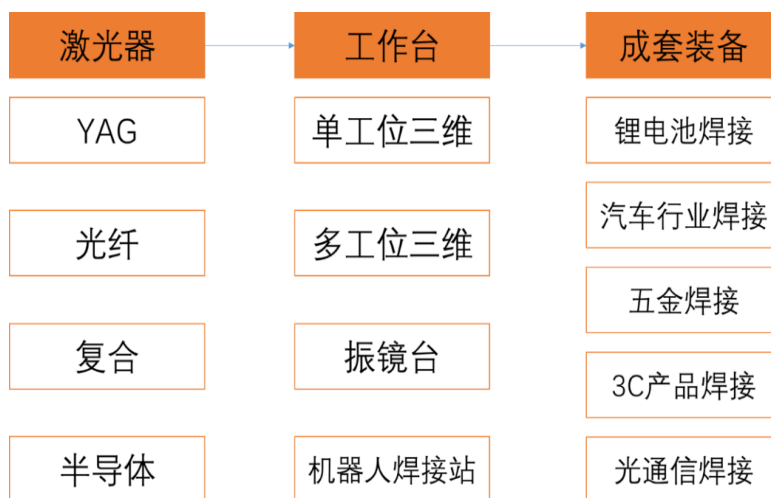 激光器
工作台
成套装备
YAG
单工位三维
锂电池焊接
光纤
多工位三维
汽车行业焊接
五金焊接
复合
振镜台
3C产品焊接
半导体
机器人焊接站
光通信焊接